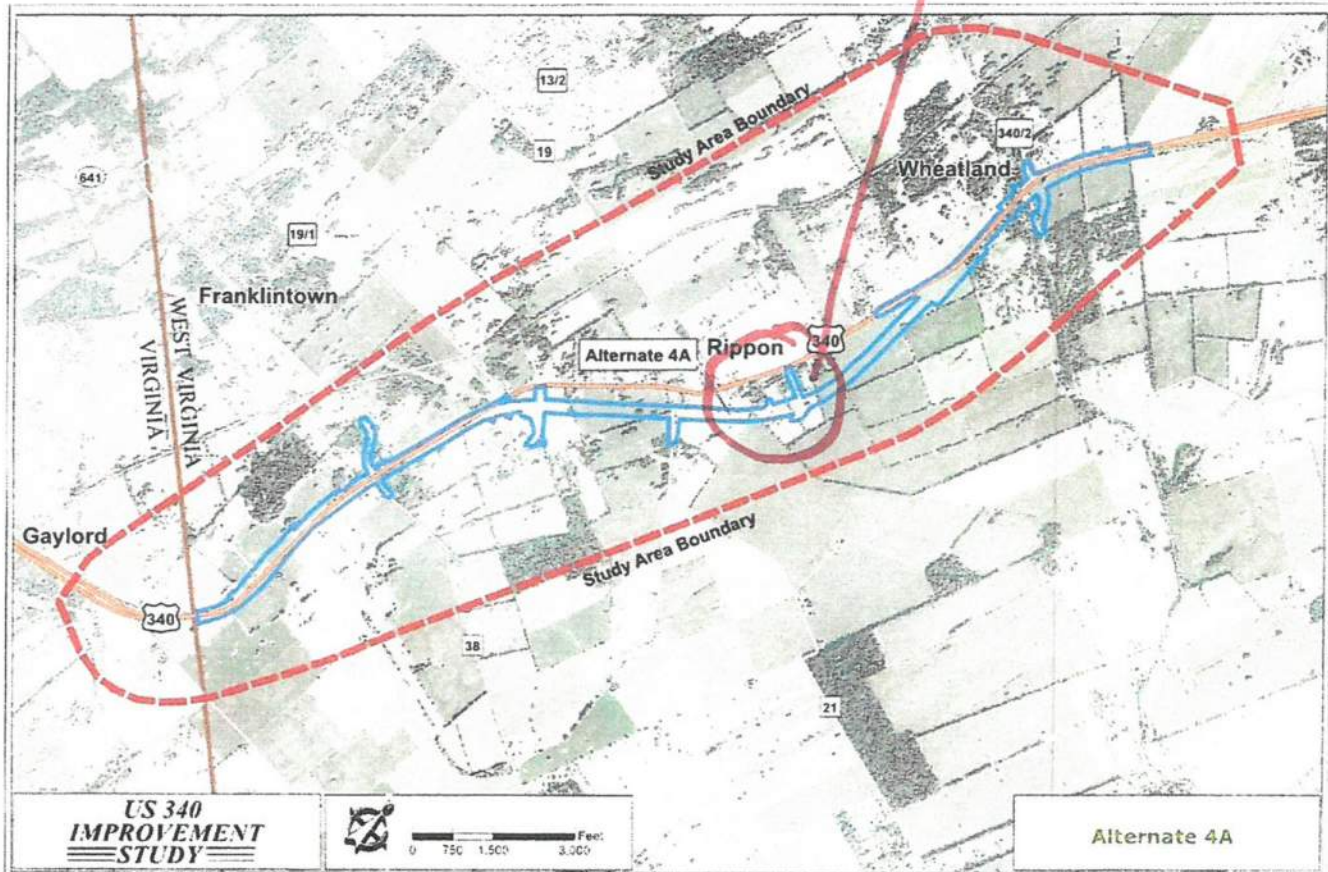 13/2
19
Study Area Boundary
340/2
Wheatland
641
19/1
Franklintown
WEST VIRGINIA
VIRGINIA
Alternate 4A
Rippon
340
Gaylord
340
Study Area Boundary
38
21
US 340
IMPROVEMENT
STUDY
Feet
0 750 1,500 3,000
Alternate 4A